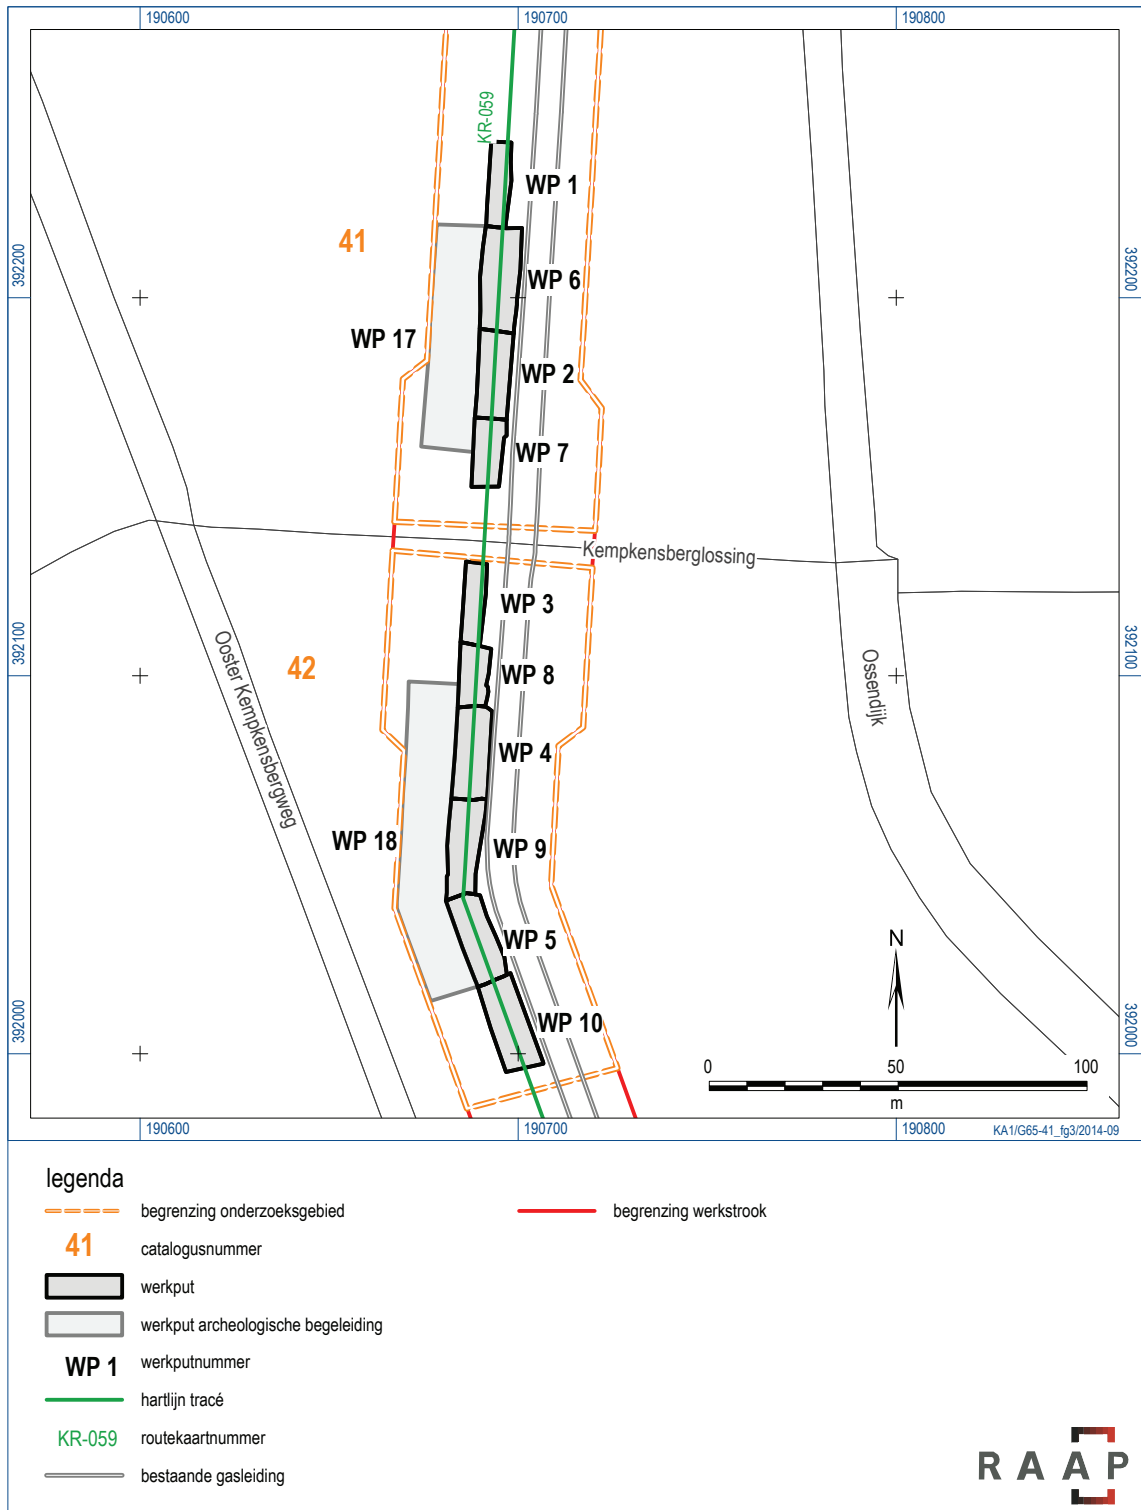 190600
190700
190800
KR-059
WP 1
41
392200
392200
WP 6
WP 17
WP 2
WP 7
Kempkensberglossing
WP 3
392100
392100
42
Ooster Kempkensbergweg
WP 8
Ossendijk
WP 4
WP 18
WP 9
WP 5
N
WP 10
392000
392000
0 50 100
m
190600
190700
190800
KA1/G65-41_fg3/2014-09
legenda
begrenzing onderzoeksgebied
begrenzing werkstrook
41 catalogusnummer
werkput
werkput archeologische begeleiding
WP 1 werkputnummer
hartlijn tracé
KR-059 routekaartnummer
bestaande gasleiding
RAAP